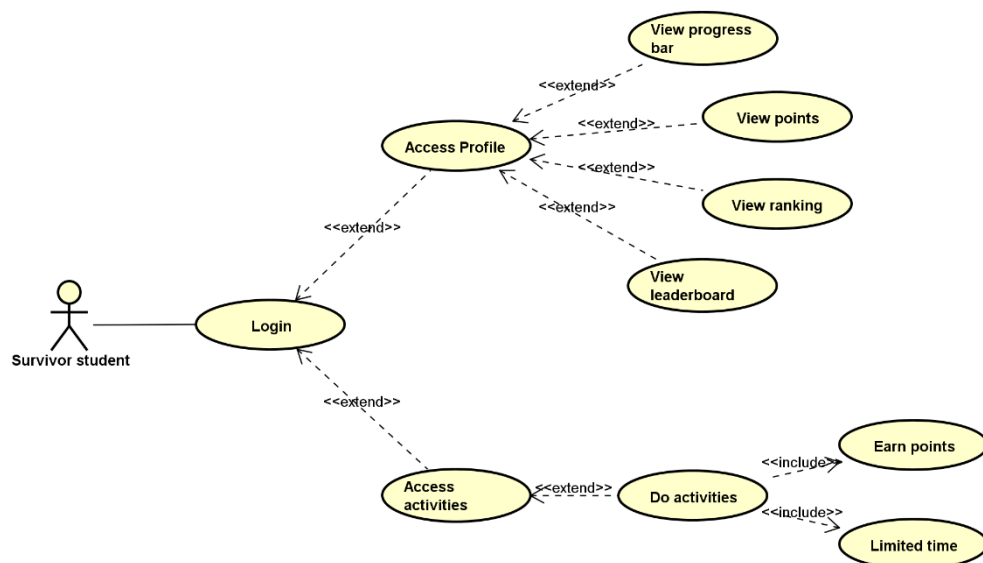 View progress
bar
<<extend>>
View points
<<extend>>
Access Profile
<<extend>>
View ranking
<<extend>>
<<extend>>
View
leaderboard
Login
Survivor student
<<extend>>
Earn points
<<include>>
Access
activities
<<extend>>
Do activities
<<include>>
Limited time